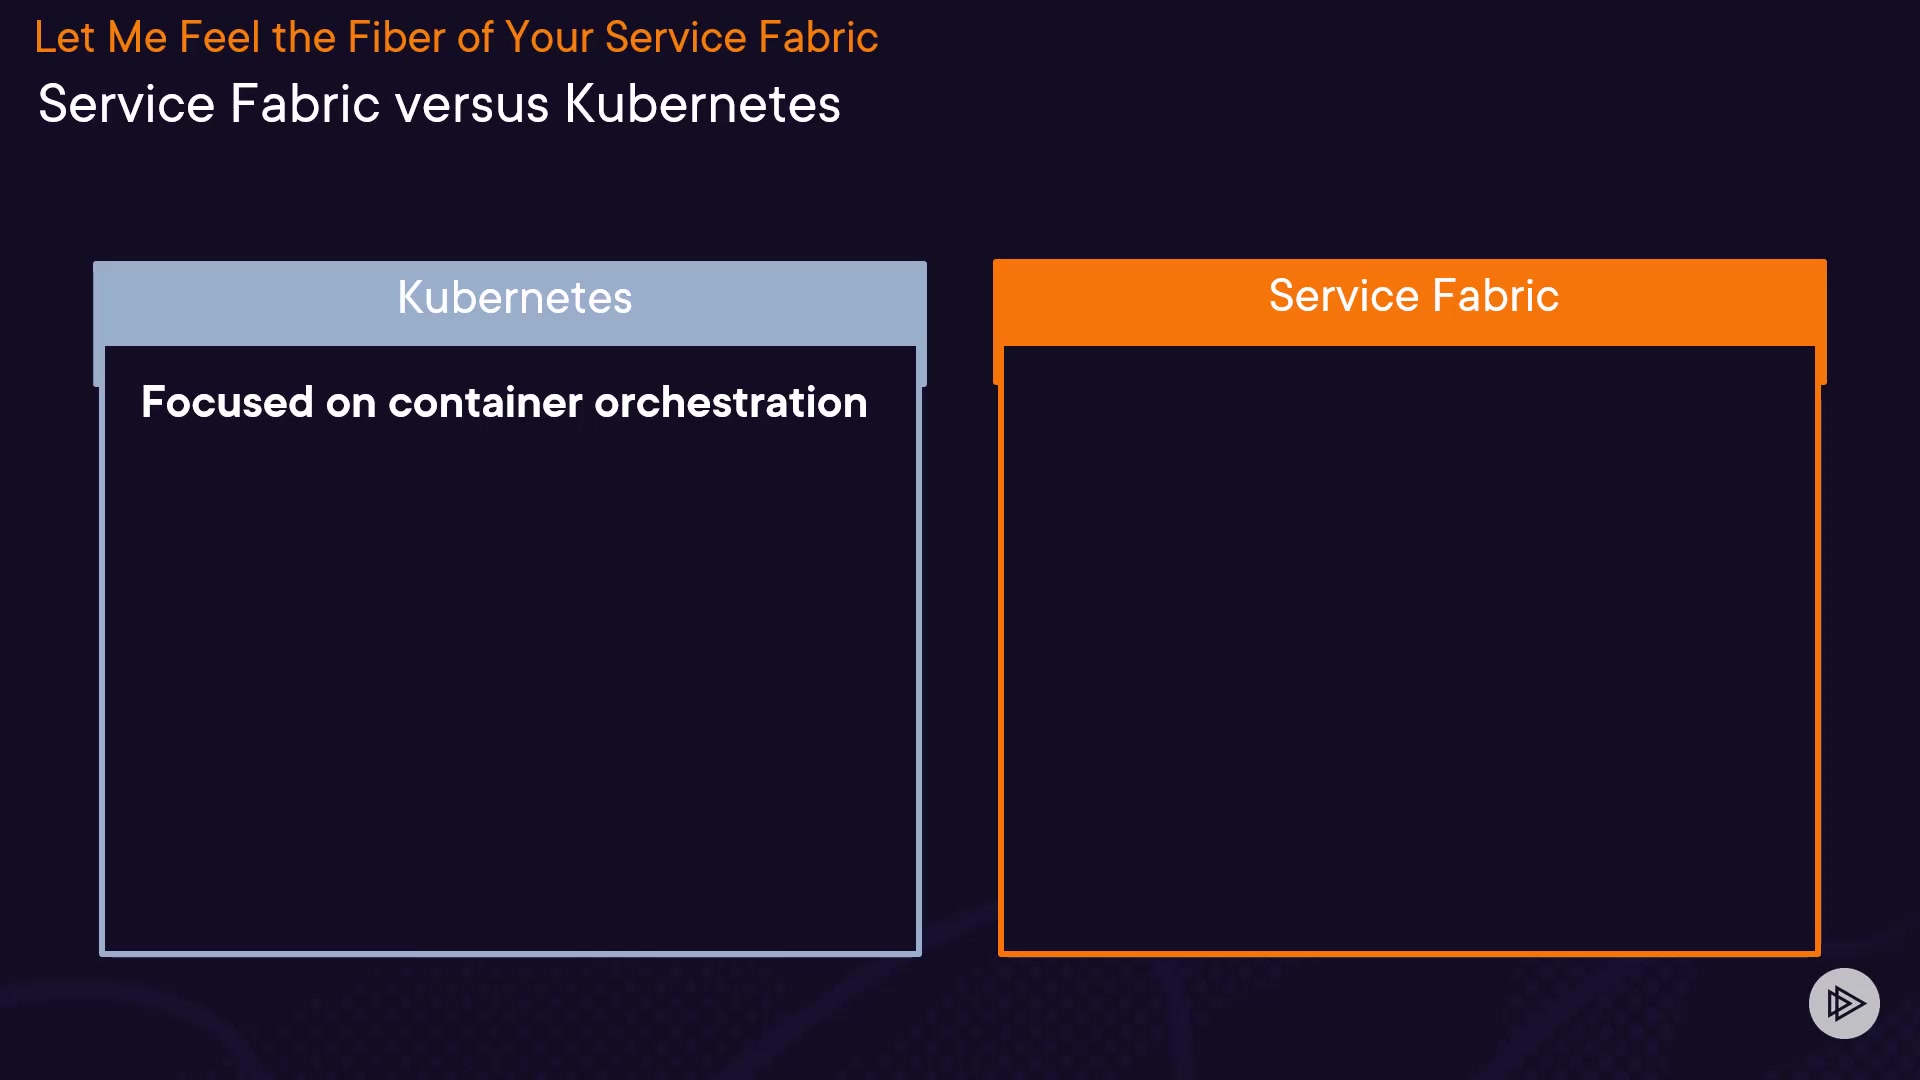 Let Me Feel the Fiber of Your Service Fabric
Service Fabric versus Kubernetes
Kubernetes
Focused on container orchestration
Service Fabric